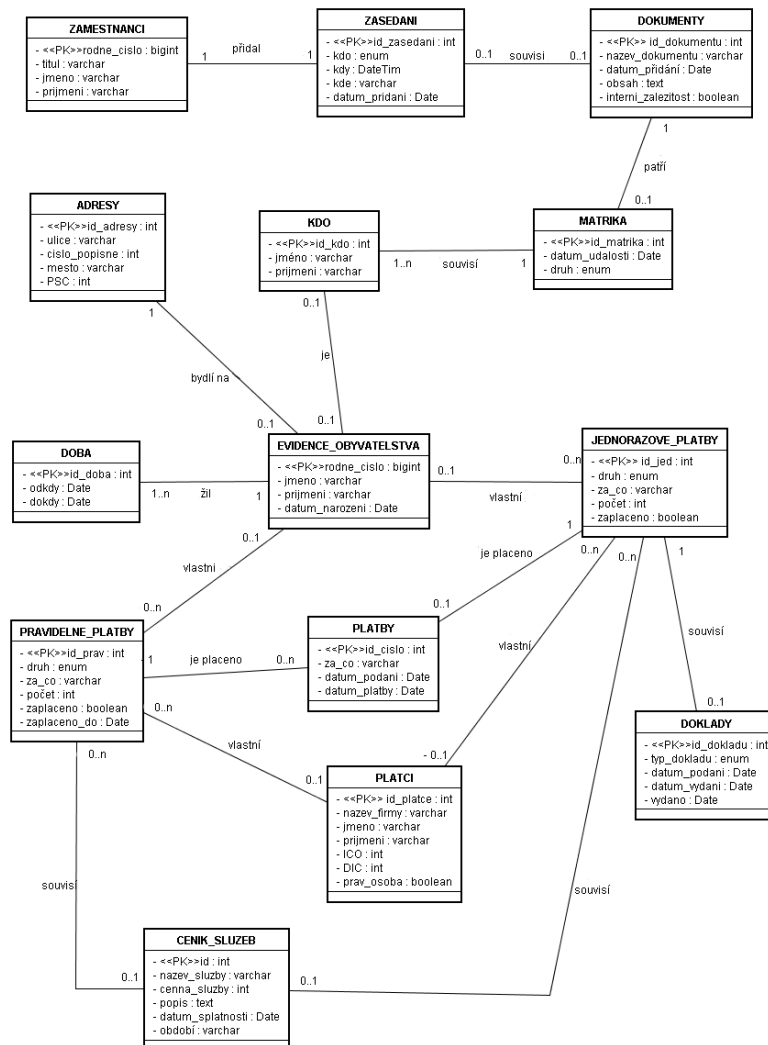 ZAMESTNANCI
- <<PK>>rodne_cislo : bigint
- titul : varchar
- jmeno : varchar
- prijmeni : varchar
1
přidal
1
ZASEDANI
- <<PK>>id_zasedani : int
- kdo : enum
- kdy : DateTim
- kde : varchar
- datum_pridani : Date
0..1
souvisi
0..1
DOKUMENTY
- <<PK>> id_dokumentu : int
- nazev_dokumentu : varchar
- datum_přidání : Date
- obsah : text
- interni_zalezitost : boolean
1
patří
0..1
ADRESY
- <<PK>>id_adresy : int
- ulice : varchar
- cislo_popisne : int
- mesto : varchar
- PSC : int
1
bydlí na
0..1
KDO
- <<PK>>id_kdo : int
- jméno : varchar
- prijmeni : varchar
1..n
souvisí
1
0..1
je
0..1
MATRIKA
- <<PK>>id_matrika : int
- datum_udalosti : Date
- druh : enum
DOBA
- <<PK>>id_doba : int
- odkdy : Date
- dokdy : Date
1..n
žil
1
EVIDENCE_OBYVATELSTVA
- <<PK>>rodne_cislo : bigint
- jmeno : varchar
- prijmeni : varchar
- datum_narozeni : Date
0..1
vlastní
0..n
JEDNORAZOVE_PLATBY
- <<PK>>id_jed : int
- druh : enum
- za_co : varchar
- počet : int
- zaplaceno : boolean
0..1
vlastni
0..n
1
je placeno
0..1
0..n
vlastní
- 0..1
0..n
souvisí
0..1
1
souvisí
0..1
PRAVIDELNE_PLATBY
- <<PK>>id_prav : int
- druh : enum
- za_co : varchar
- počet : int
- zaplaceno : boolean
- zaplaceno_do : Date
1
je placeno
0..n
PLATBY
- <<PK>>id_cislo : int
- za_co : varchar
- datum_podani : Date
- datum_platby : Date
0..n
vlastní
0..1
DOKLADY
- <<PK>>id_dokladu : int
- typ_dokladu : enum
- datum_podani : Date
- datum_vydani : Date
- vydano : Date
PLATCI
- <<PK>> id_platce : int
- nazev_firmy : varchar
- jmeno : varchar
- prijmeni : varchar
- ICO : int
- DIC : int
- prav_osoba : boolean
0..n
souvisí
0..1
CENIK_SLUZEB
- <<PK>>id : int
- nazev_sluzby : varchar
- cenna_sluzby : int
- popis : text
- datum_splatnosti : Date
- období : varchar